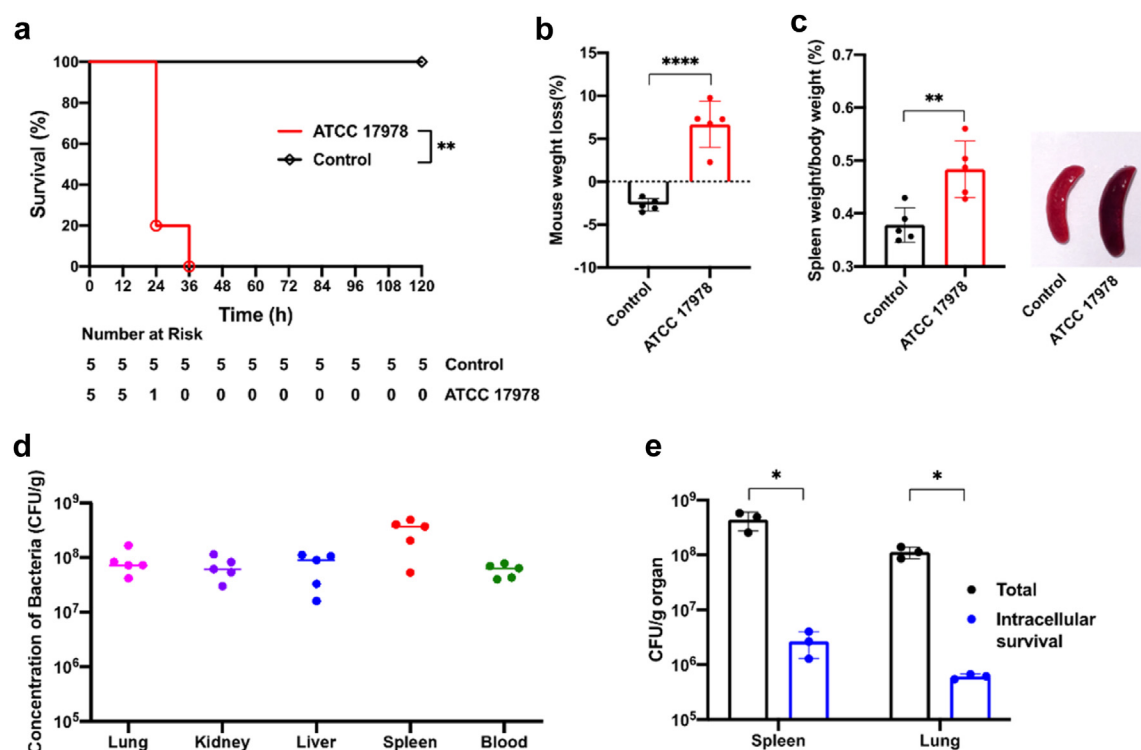 a
Survival (%)
100
80
60
40
20
0
ATCC 17978
Control
**
0 12 24 36 48 60 72 84 96 108 120
Time (h)
Number at Risk
5 5 5 5 5 5 5 5 5 5 5 Control
5 5 1 0 0 0 0 0 0 0 0 ATCC 17978
b
Mouse weght loss(%)
15
10
5
0
-5
-10
****
Control
ATCC 17978
c
Spleen weight/body weight (%)
0.7
0.6
0.5
0.4
0.3
**
Control
ATCC 17978
Control
ATCC 17978
d
Concentration of Bacteria (CFU/g)
10⁹
10⁸
10⁷
10⁶
10⁵
Lung Kidney Liver Spleen Blood
e
CFU/g organ
10⁹
10⁸
10⁷
10⁶
10⁵
*
*
Total
Intracellular
survival
Spleen Lung